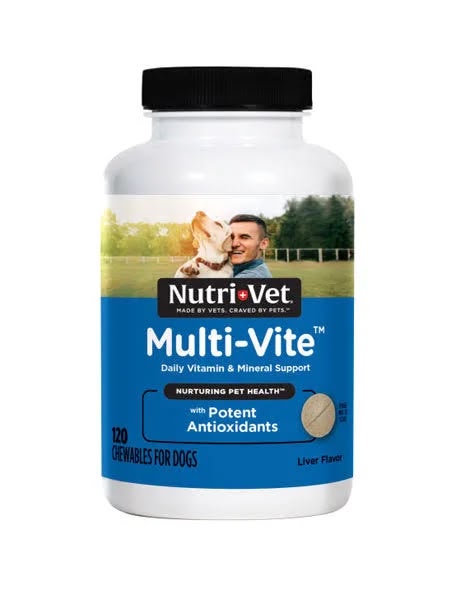 Nutri+Vet®
MADE BY VETS. CRAVED BY PETS.™
Multi-Vite™
Daily Vitamin & Mineral Support
NURTURING PET HEALTH™
with Potent
Antioxidants
120
CHEWABLES FOR DOGS
Liver Flavor